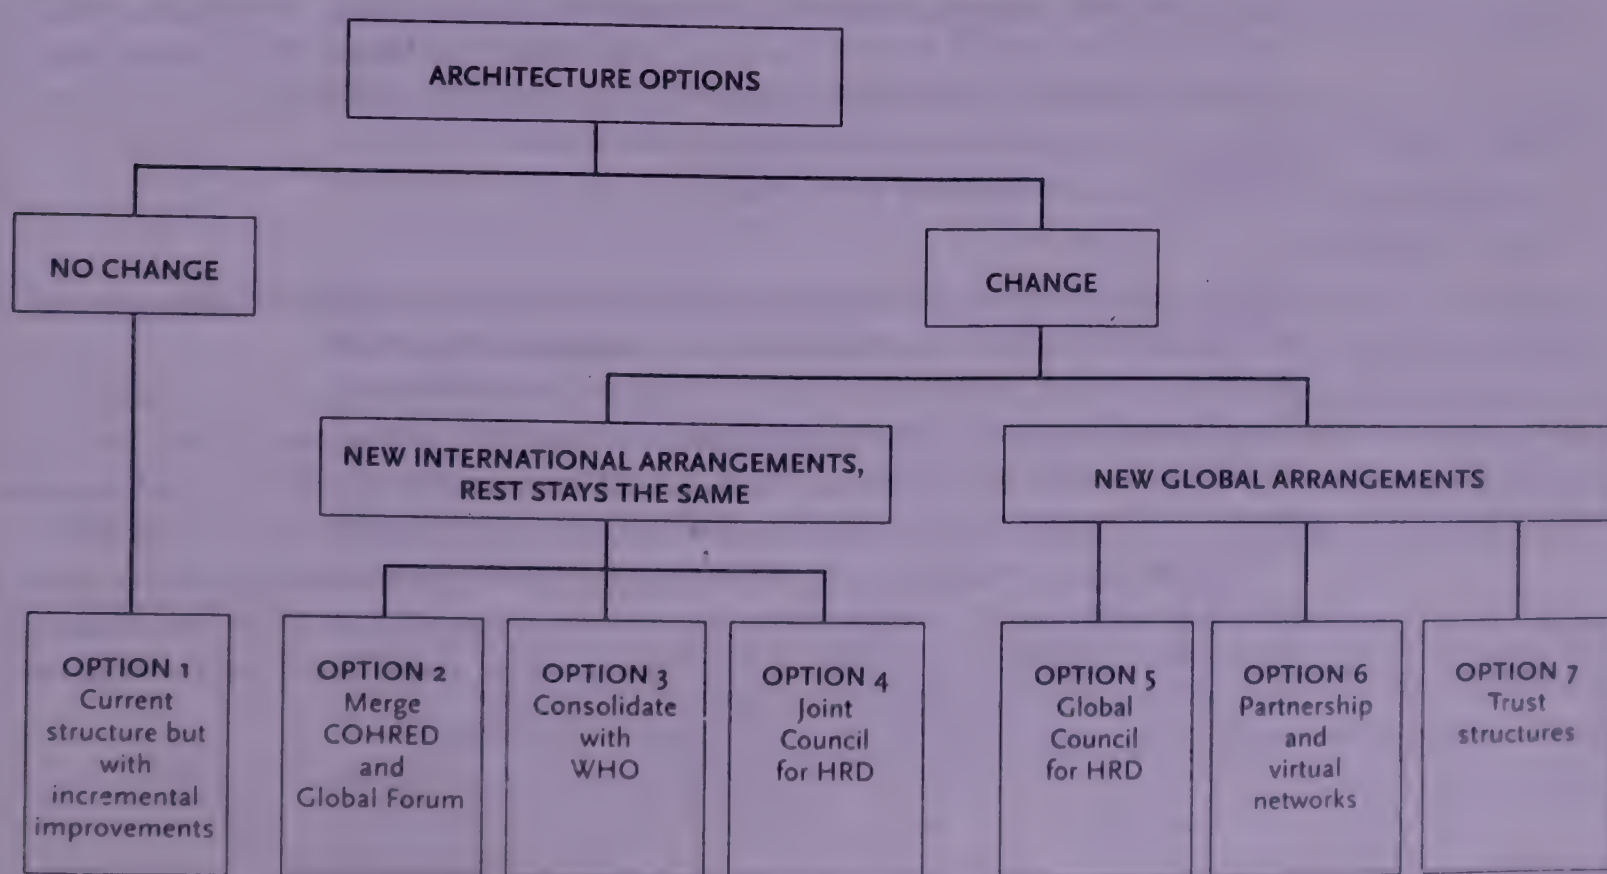 ARCHITECTURE OPTIONS
NO CHANGE
CHANGE
NEW INTERNATIONAL ARRANGEMENTS,
REST STAYS THE SAME
NEW GLOBAL ARRANGEMENTS
OPTION 1
Current
structure but
with
incremental
improvements
OPTION 2
Merge
COHRED
and
Global Forum
OPTION 3
Consolidate
with
WHO
OPTION 4
Joint
Council
for HRD
OPTION 5
Global
Council
for HRD
OPTION 6
Partnership
and
virtual
networks
OPTION 7
Trust
structures